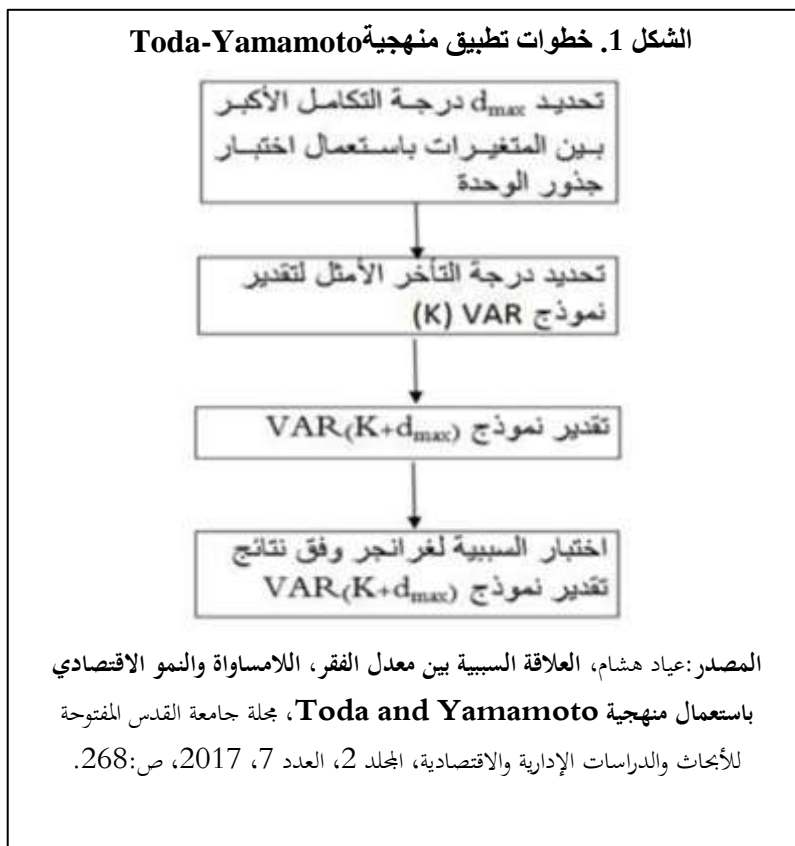 الشكل 1. خطوات تطبيق منهجيةToda-Yamamoto
تحديد dmax درجة التكامل الأكبر
بين المتغيرات باستعمال اختبار
جذور الوحدة
تحديد درجة التأخر الأمثل لتقدير
نموذج VAR (K)
تقدير نموذج VAR(K+dmax)
اختبار السببية لغرانجر وفق نتائج
تقدير نموذج VAR(K+dmax)
المصدر:عياد هشام، العلاقة السببية بين معدل الفقر، اللامساواة والنمو الاقتصادي
باستعمال منهجية Toda and Yamamoto، مجلة جامعة القدس المفتوحة
للأبحاث والدراسات الإدارية والاقتصادية، المجلد 2، العدد 7، 2017، ص:268.